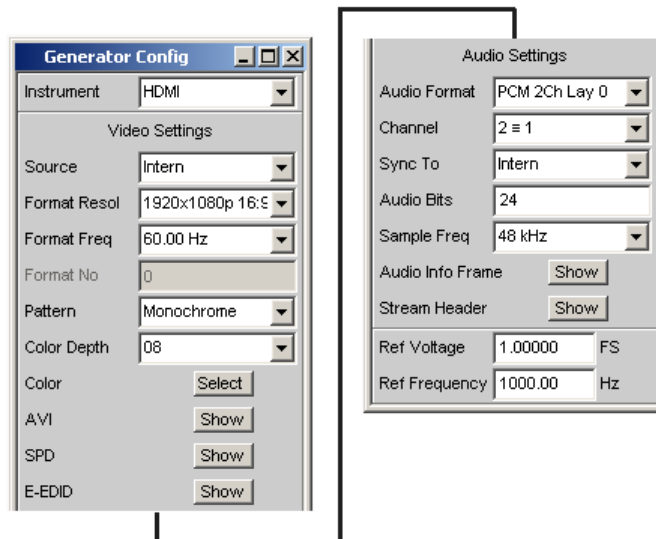 Generator Config
Instrument HDMI
Video Settings
Source Intern
Format Resol 1920x1080p 16:9
Format Freq 60.00 Hz
Format No 0
Pattern Monochrome
Color Depth 08
Color Select
AVI Show
SPD Show
E-EDID Show
Audio Settings
Audio Format PCM 2Ch Lay 0
Channel 2 ≡ 1
Sync To Intern
Audio Bits 24
Sample Freq 48 kHz
Audio Info Frame Show
Stream Header Show
Ref Voltage 1.00000 FS
Ref Frequency 1000.00 Hz